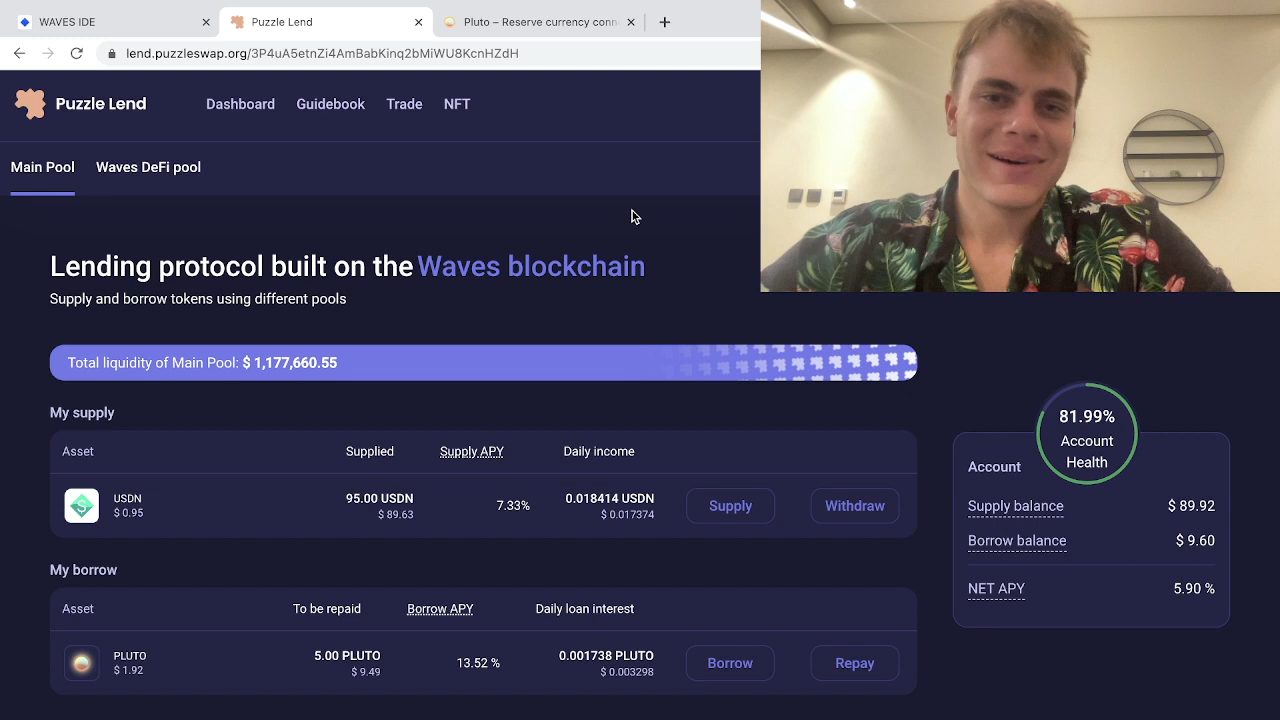 WAVES IDE
Puzzle Lend
Pluto – Reserve currency conn
lend.puzzleswap.org/3P4uA5etnZi4AmBabKinq2bMiWU8KcnHZdH
Puzzle Lend
Dashboard
Guidebook
Trade
NFT
Main Pool
Waves DeFi pool
Lending protocol built on the Waves blockchain
Supply and borrow tokens using different pools
Total liquidity of Main Pool: $ 1,177,660.55
My supply
Asset
Supplied
Supply APY
Daily income
USDN
$ 0.95
95.00 USDN
$ 89.63
7.33%
0.018414 USDN
$ 0.017374
Supply
Withdraw
My borrow
Asset
To be repaid
Borrow APY
Daily loan interest
PLUTO
$ 1.92
5.00 PLUTO
$ 9.49
13.52 %
0.001738 PLUTO
$ 0.003298
Borrow
Repay
81.99%
Account
Health
Account
Supply balance
$ 89.92
Borrow balance
$ 9.60
NET APY
5.90 %